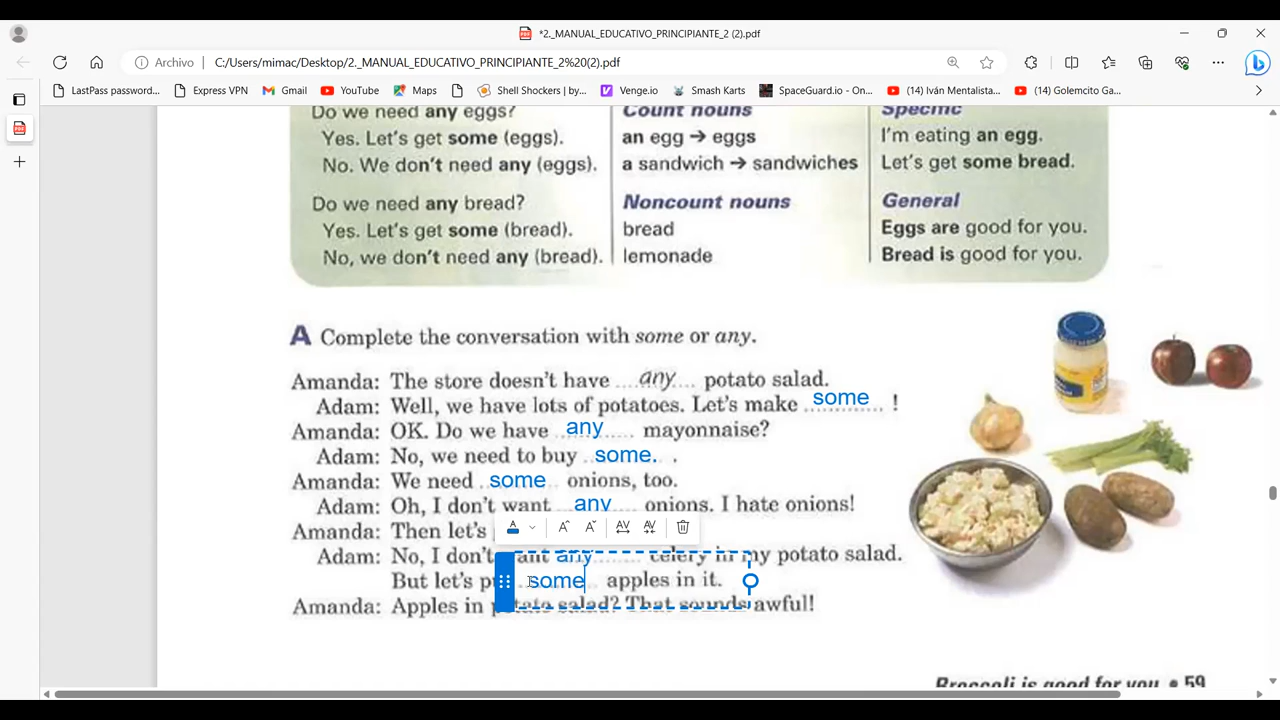 *2._MANUAL_EDUCATIVO_PRINCIPIANTE_2 (2).pdf
Archivo C:/Users/mimac/Desktop/2._MANUAL_EDUCATIVO_PRINCIPIANTE_2%20(2).pdf
LastPass password... Express VPN Gmail YouTube Maps Shell Shockers | by... Venge.io Smash Karts SpaceGuard.io - On... (14) Iván Mentalista... (14) Golemcito Ga...
Do we need any eggs? Count nouns Specific
Yes. Let's get some (eggs). an egg → eggs I'm eating an egg.
No. We don't need any (eggs). a sandwich → sandwiches Let's get some bread.
Do we need any bread? Noncount nouns General
Yes. Let's get some (bread). bread Eggs are good for you.
No, we don't need any (bread). lemonade Bread is good for you.
A Complete the conversation with some or any.
Amanda: The store doesn't have any potato salad.
Adam: Well, we have lots of potatoes. Let's make some !
Amanda: OK. Do we have any mayonnaise?
Adam: No, we need to buy some. .
Amanda: We need some onions, too.
Adam: Oh, I don't want any onions. I hate onions!
Amanda: Then let's
Adam: No, I don't want any celery in my potato salad.
But let's some apples in it.
Amanda: Apples in potato salad? That sounds awful!
Broccoli is good for you. • 59